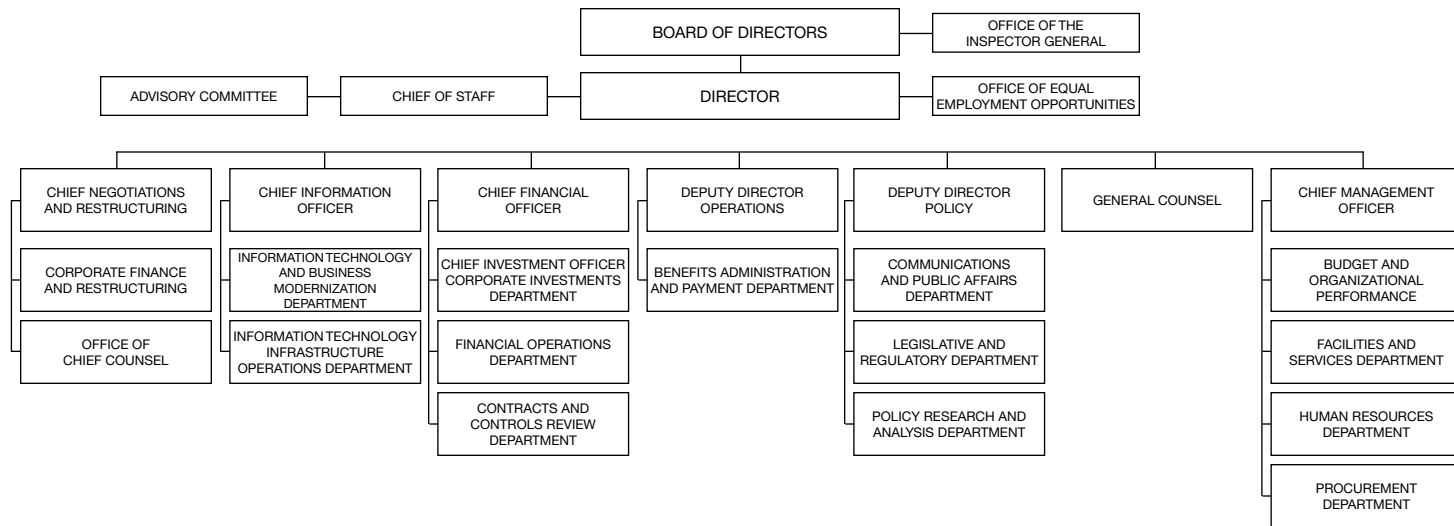 BOARD OF DIRECTORS
OFFICE OF THE
INSPECTOR GENERAL
ADVISORY COMMITTEE
CHIEF OF STAFF
DIRECTOR
OFFICE OF EQUAL
EMPLOYMENT OPPORTUNITIES
CHIEF NEGOTIATIONS
AND RESTRUCTURING
CORPORATE FINANCE
AND RESTRUCTURING
OFFICE OF
CHIEF COUNSEL
CHIEF INFORMATION
OFFICER
INFORMATION TECHNOLOGY
AND BUSINESS
MODERNIZATION
DEPARTMENT
INFORMATION TECHNOLOGY
INFRASTRUCTURE
OPERATIONS DEPARTMENT
CHIEF FINANCIAL
OFFICER
CHIEF INVESTMENT OFFICER
CORPORATE INVESTMENTS
DEPARTMENT
FINANCIAL OPERATIONS
DEPARTMENT
CONTRACTS AND
CONTROLS REVIEW
DEPARTMENT
DEPUTY DIRECTOR
OPERATIONS
BENEFITS ADMINISTRATION
AND PAYMENT DEPARTMENT
DEPUTY DIRECTOR
POLICY
COMMUNICATIONS
AND PUBLIC AFFAIRS
DEPARTMENT
LEGISLATIVE AND
REGULATORY DEPARTMENT
POLICY RESEARCH AND
ANALYSIS DEPARTMENT
GENERAL COUNSEL
CHIEF MANAGEMENT
OFFICER
BUDGET AND
ORGANIZATIONAL
PERFORMANCE
FACILITIES AND
SERVICES DEPARTMENT
HUMAN RESOURCES
DEPARTMENT
PROCUREMENT
DEPARTMENT